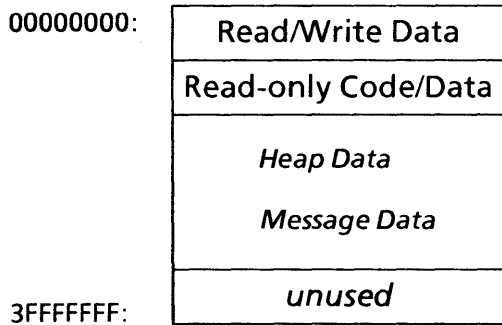 00000000: Read/Write Data
Read-only Code/Data
Heap Data
Message Data
unused
3FFFFFFF: